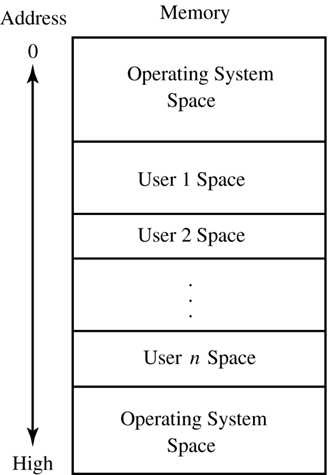 Address
Memory
0
Operating System
Space
User 1 Space
User 2 Space
.
.
.
User n Space
Operating System
Space
High